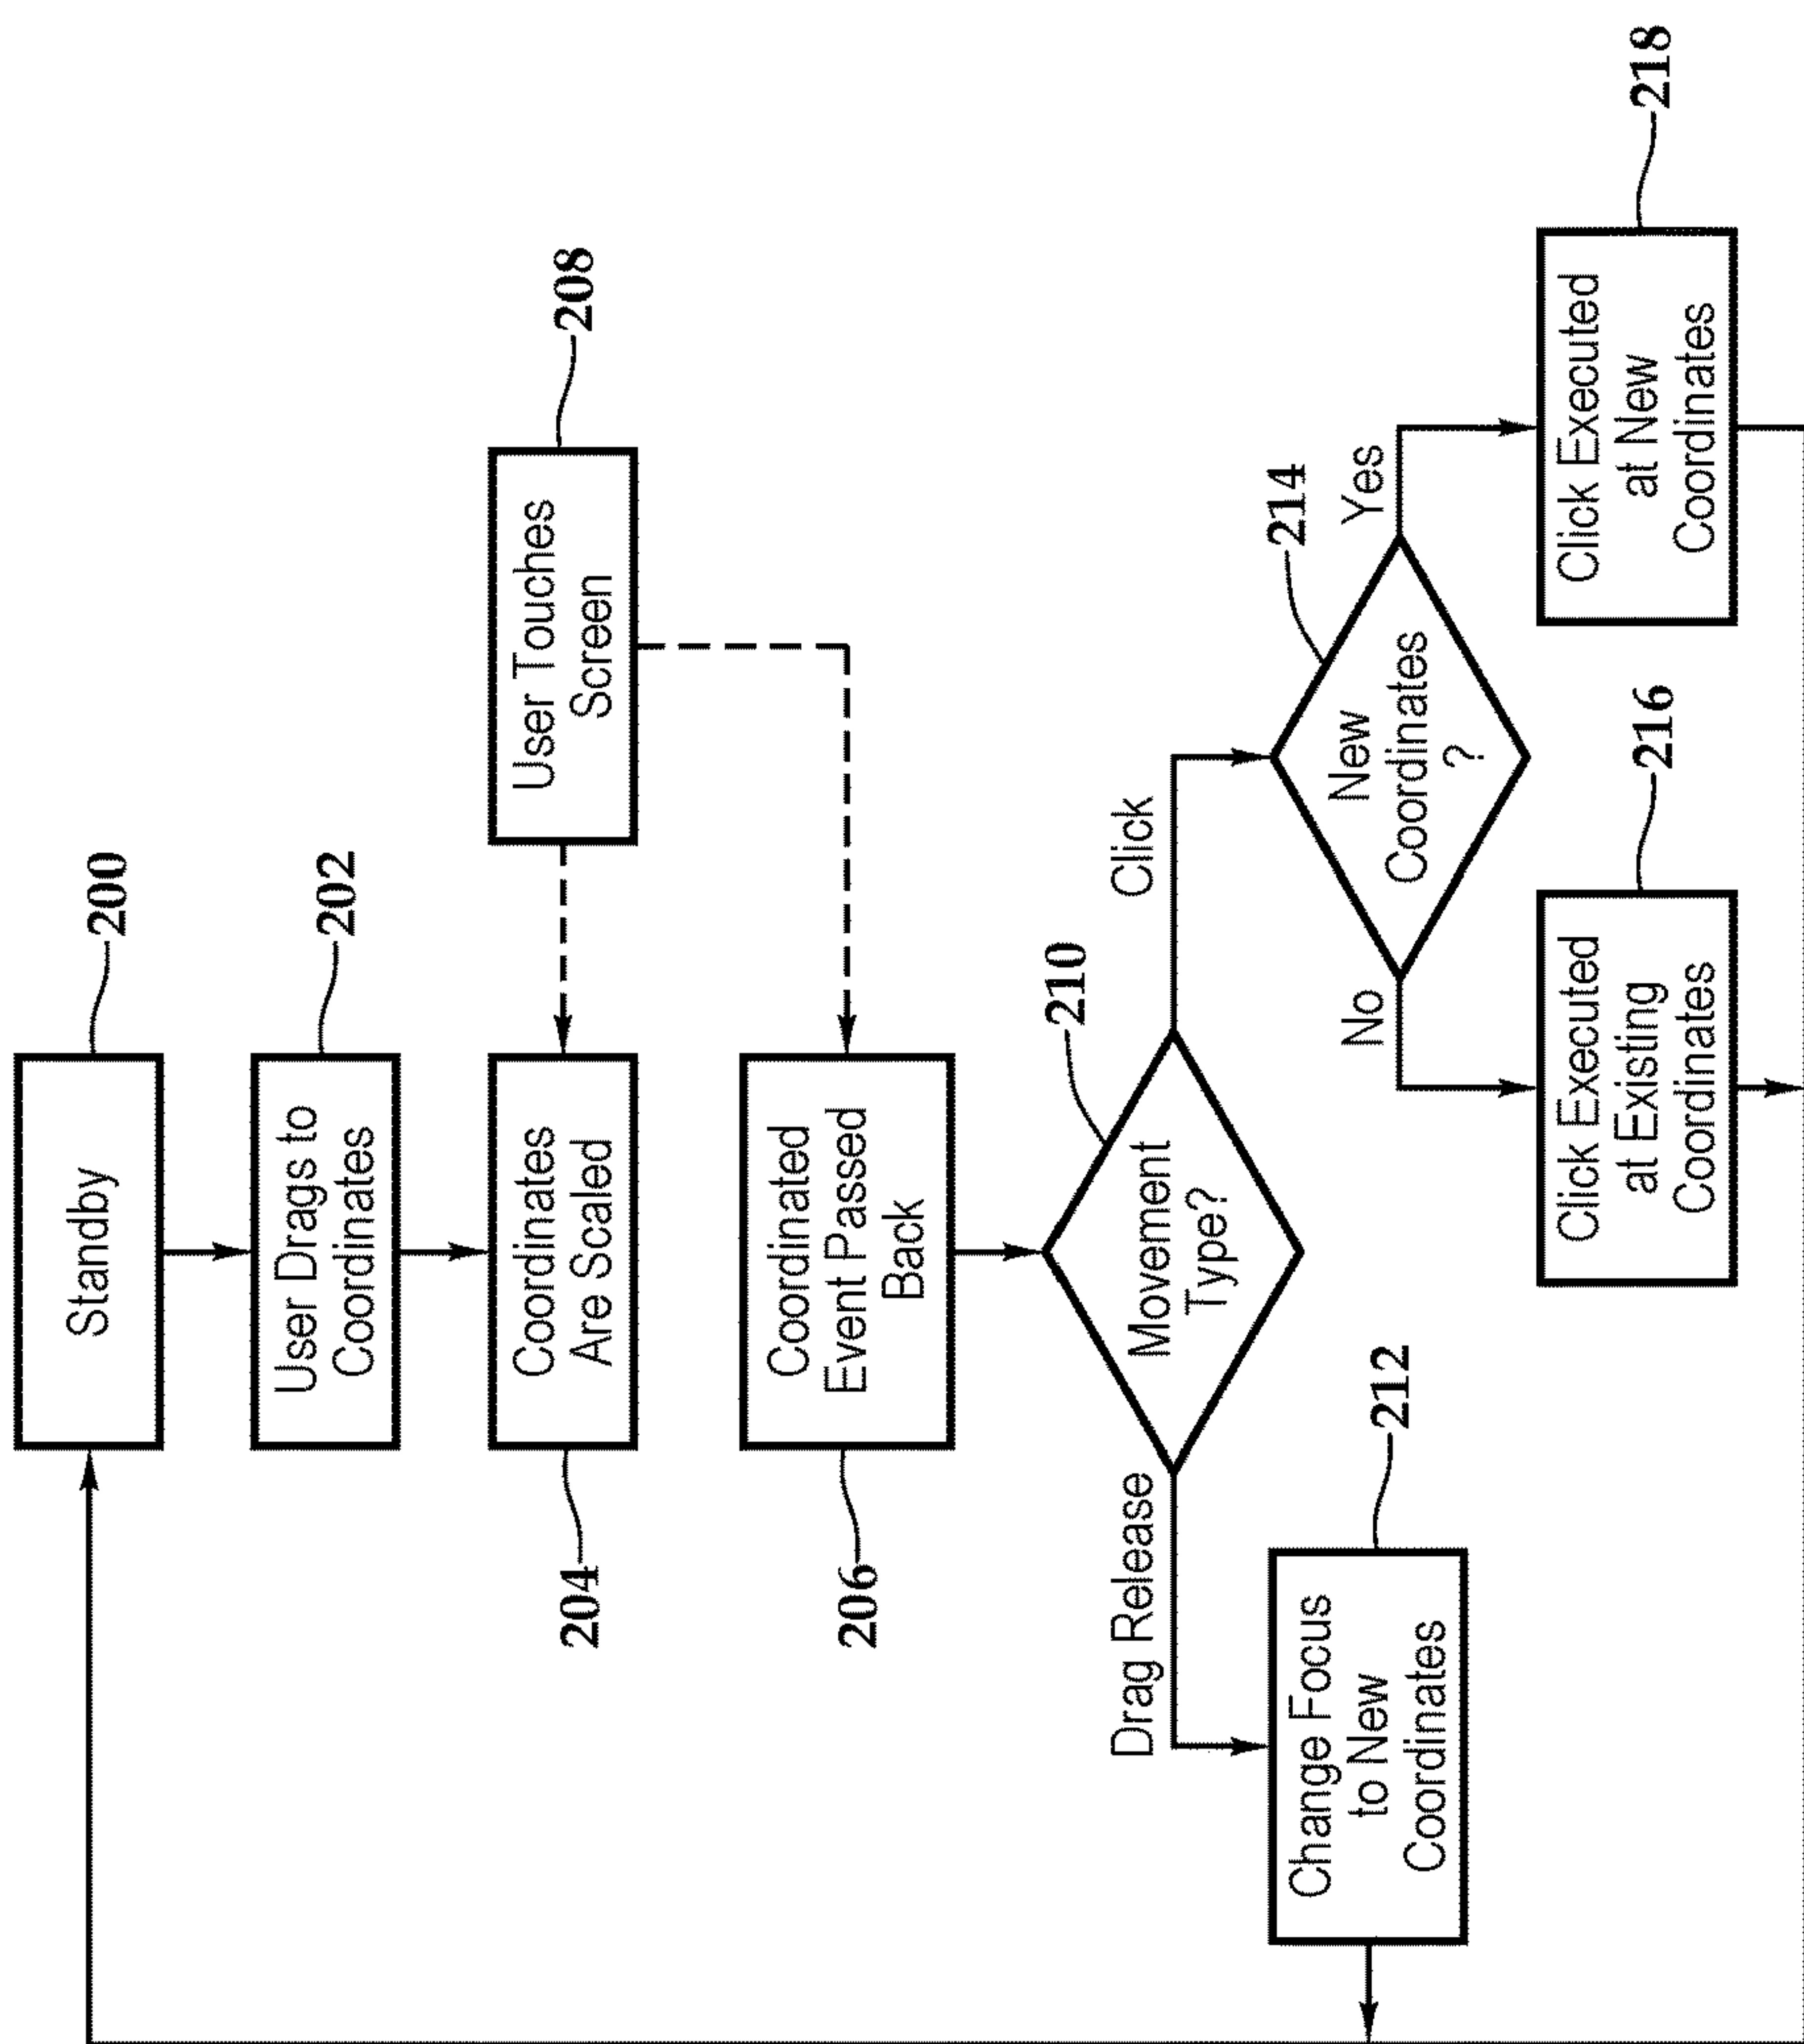 Standby
200
User Drags to
Coordinates
202
Coordinates
Are Scaled
204
User Touches
Screen
208
Coordinated
Event Passed
Back
206
Movement
Type?
210
Drag Release
Click
Change Focus
to New
Coordinates
212
New
Coordinates
?
214
No
Yes
Click Executed
at Existing
Coordinates
216
Click Executed
at New
Coordinates
218